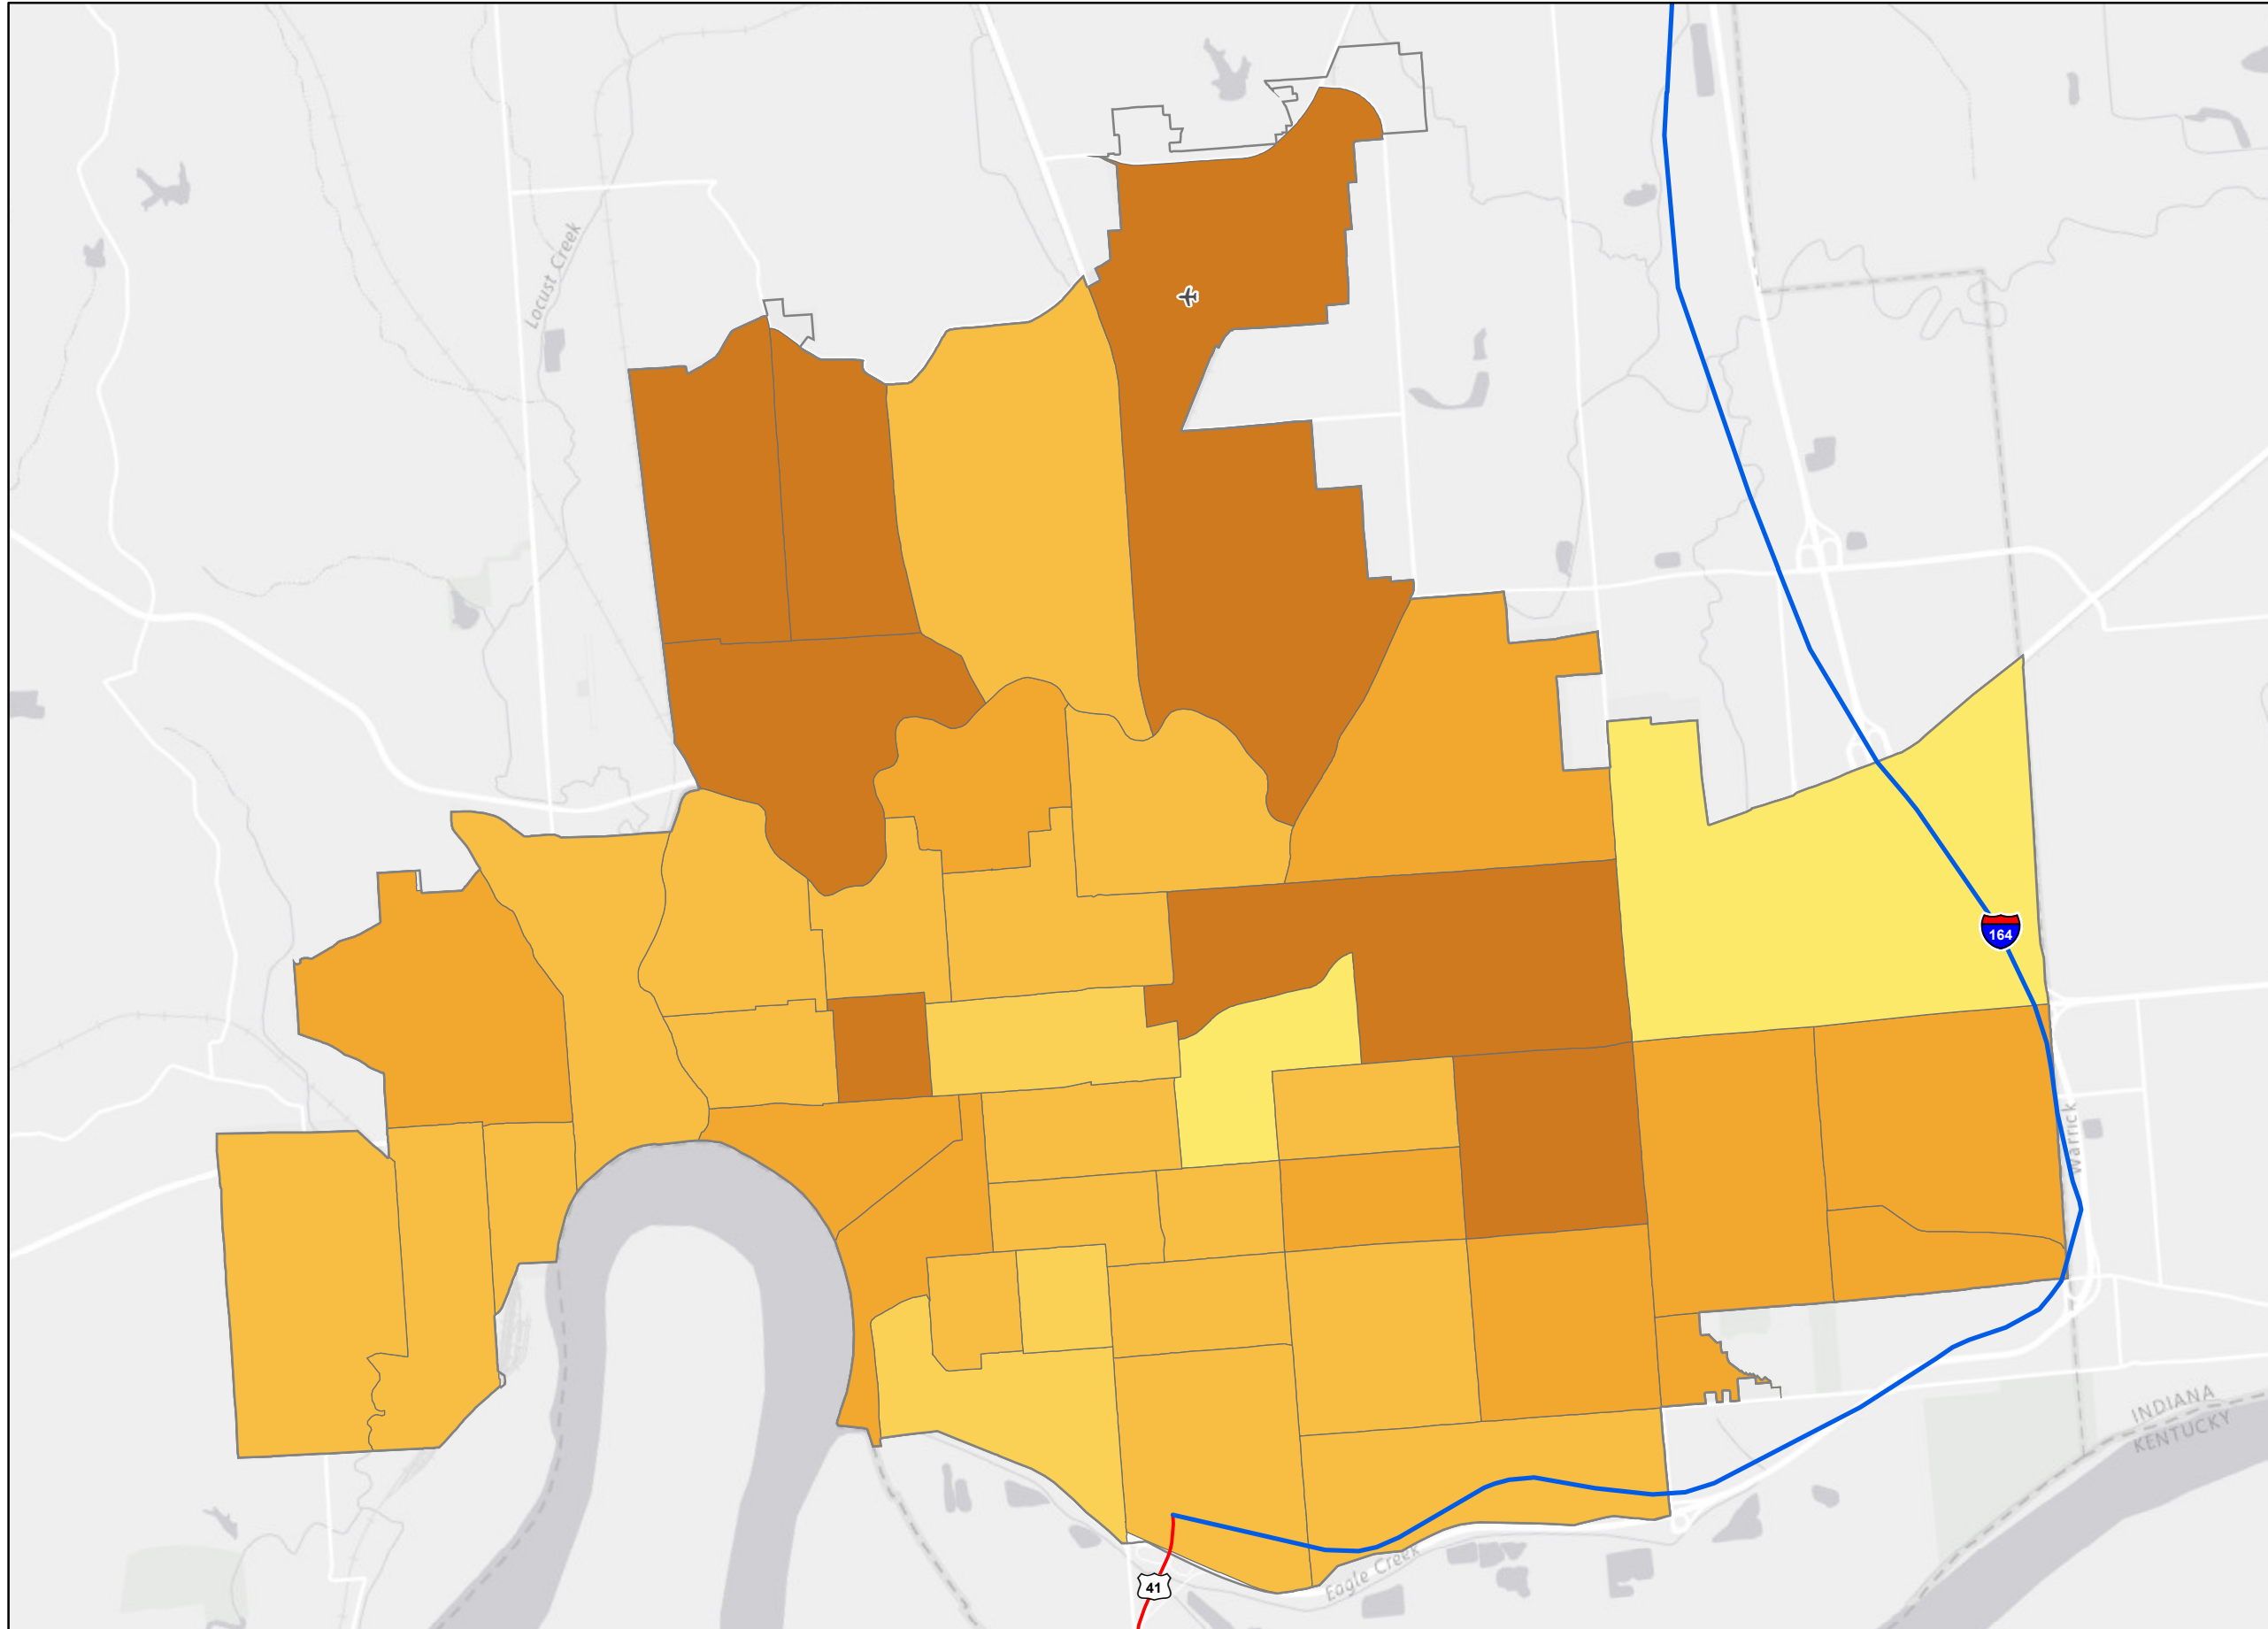 Locust Creek
164
Warrick
INDIANA
KENTUCKY
Eagle Creek
41